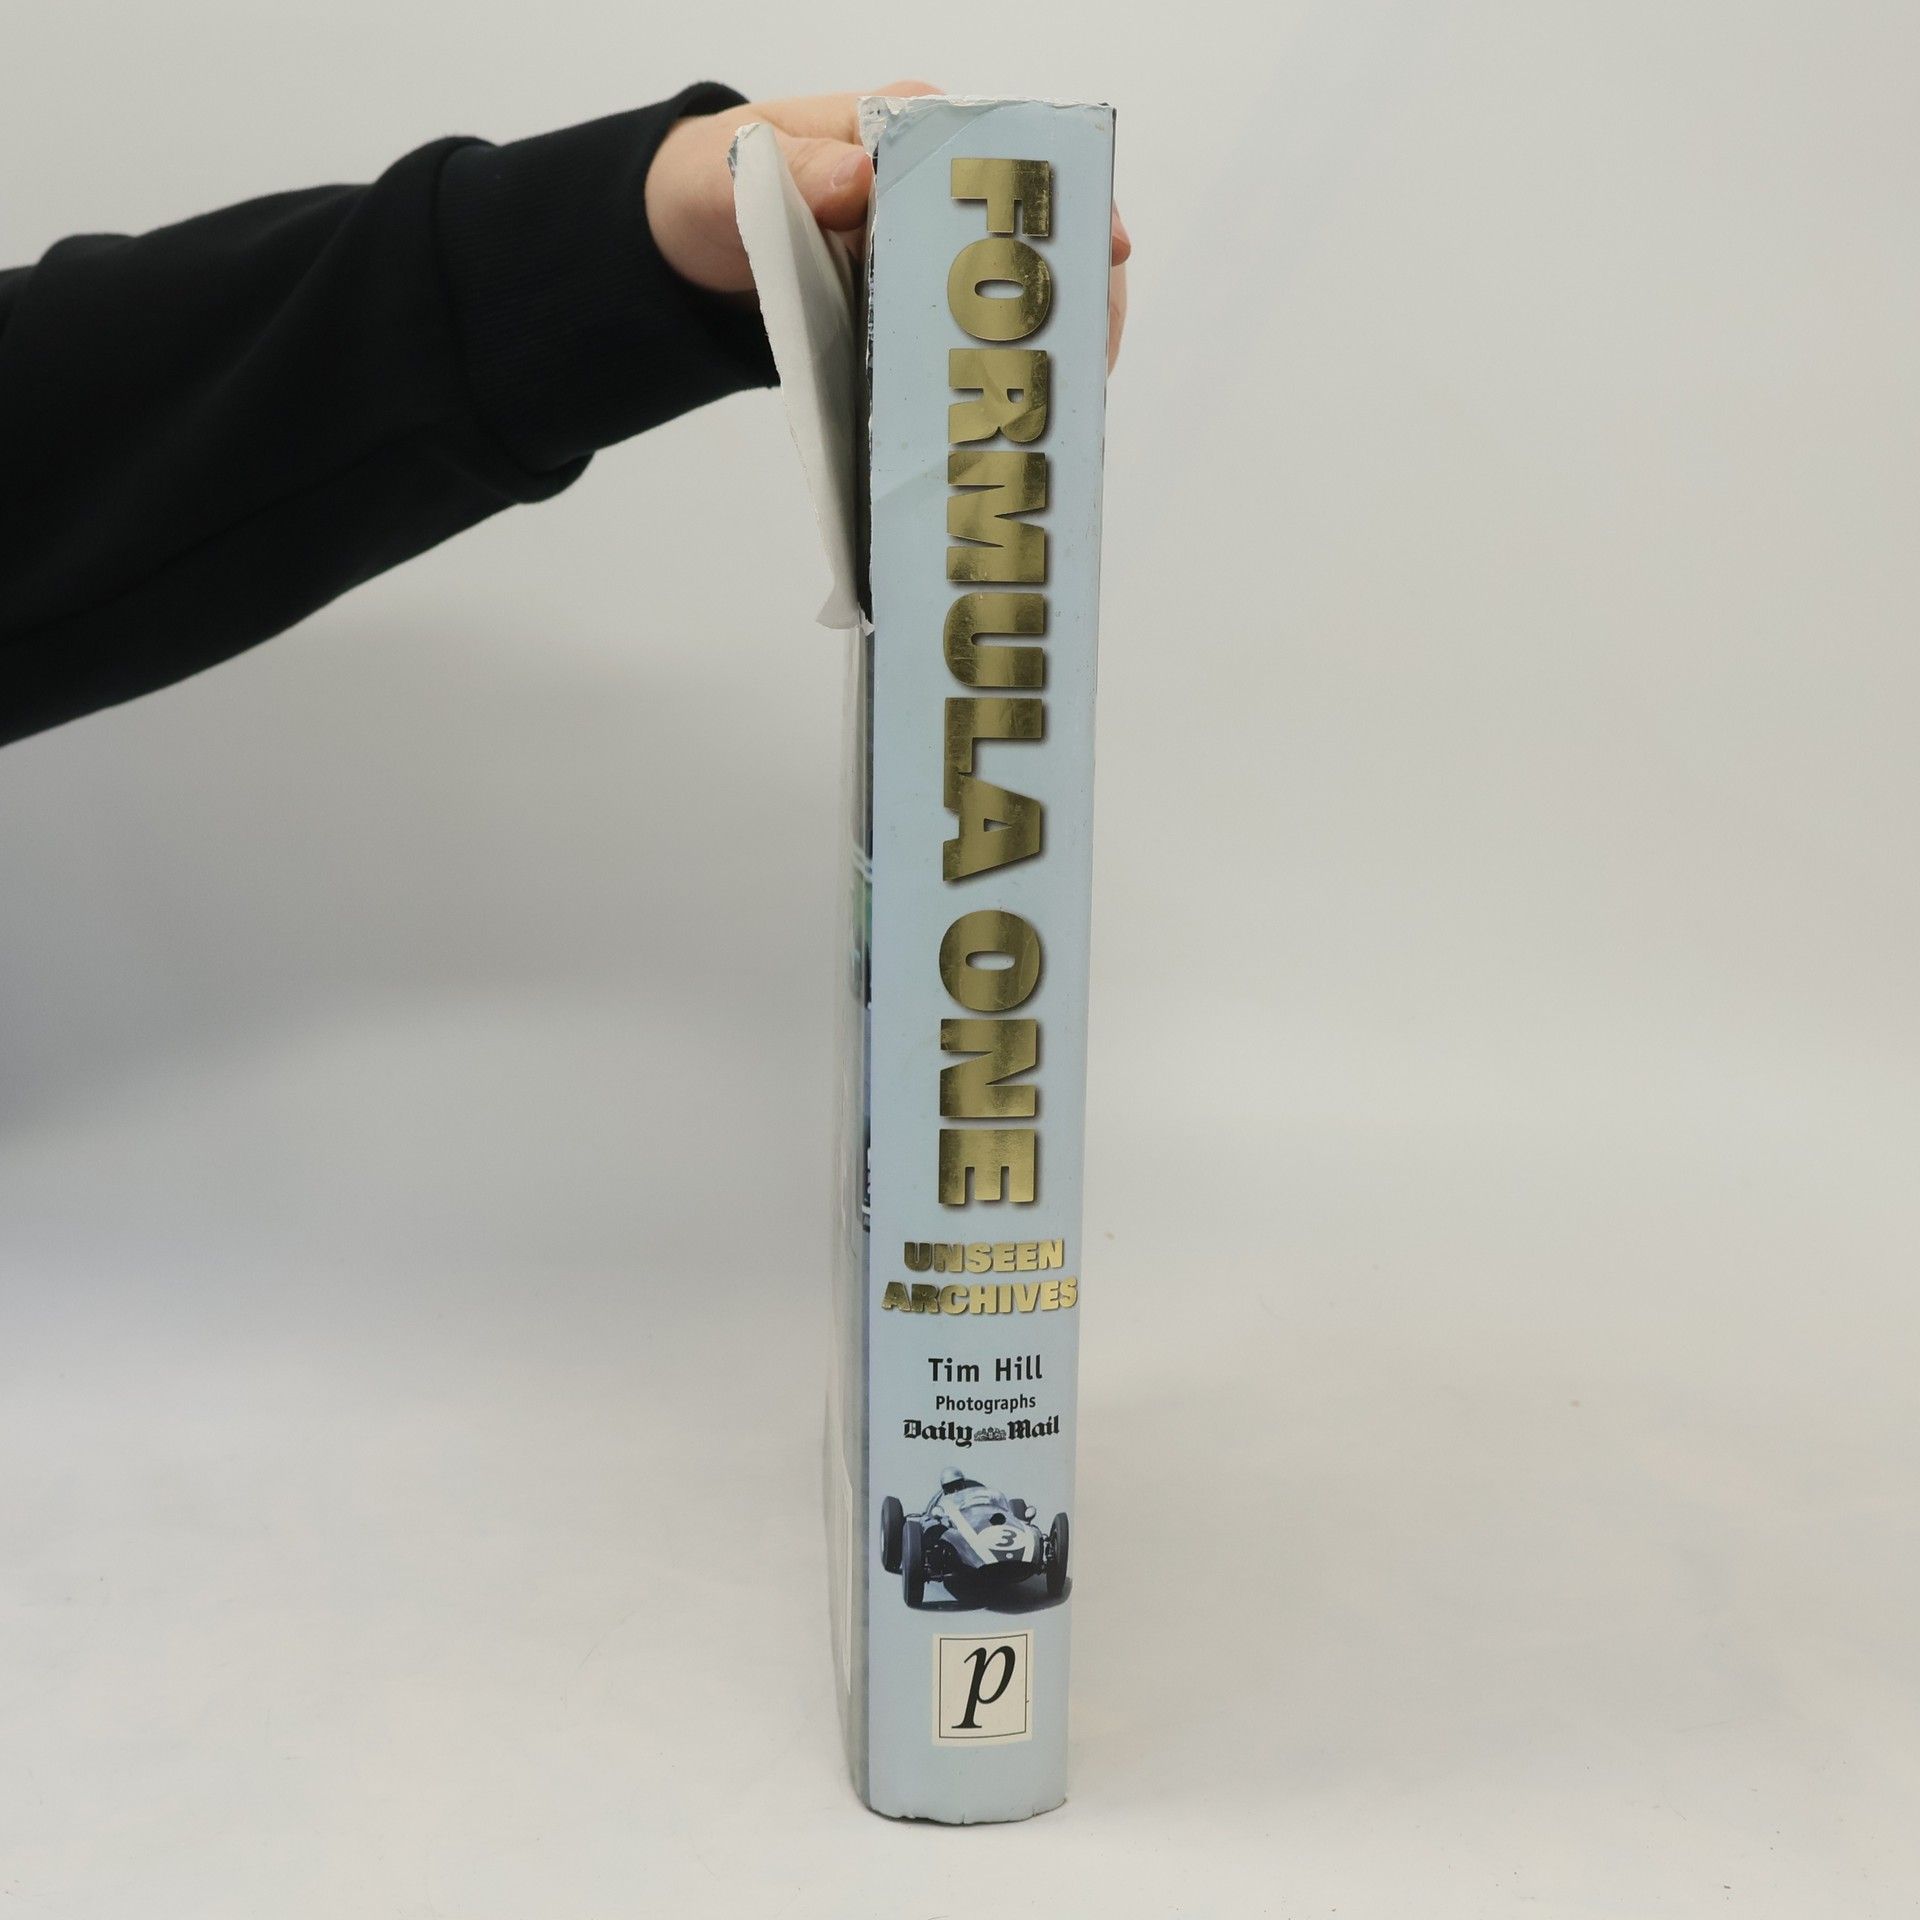 FORMULA ONE
UNSEEN
ARCHIVES
Tim Hill
Photographs
Daily Mail
3
p